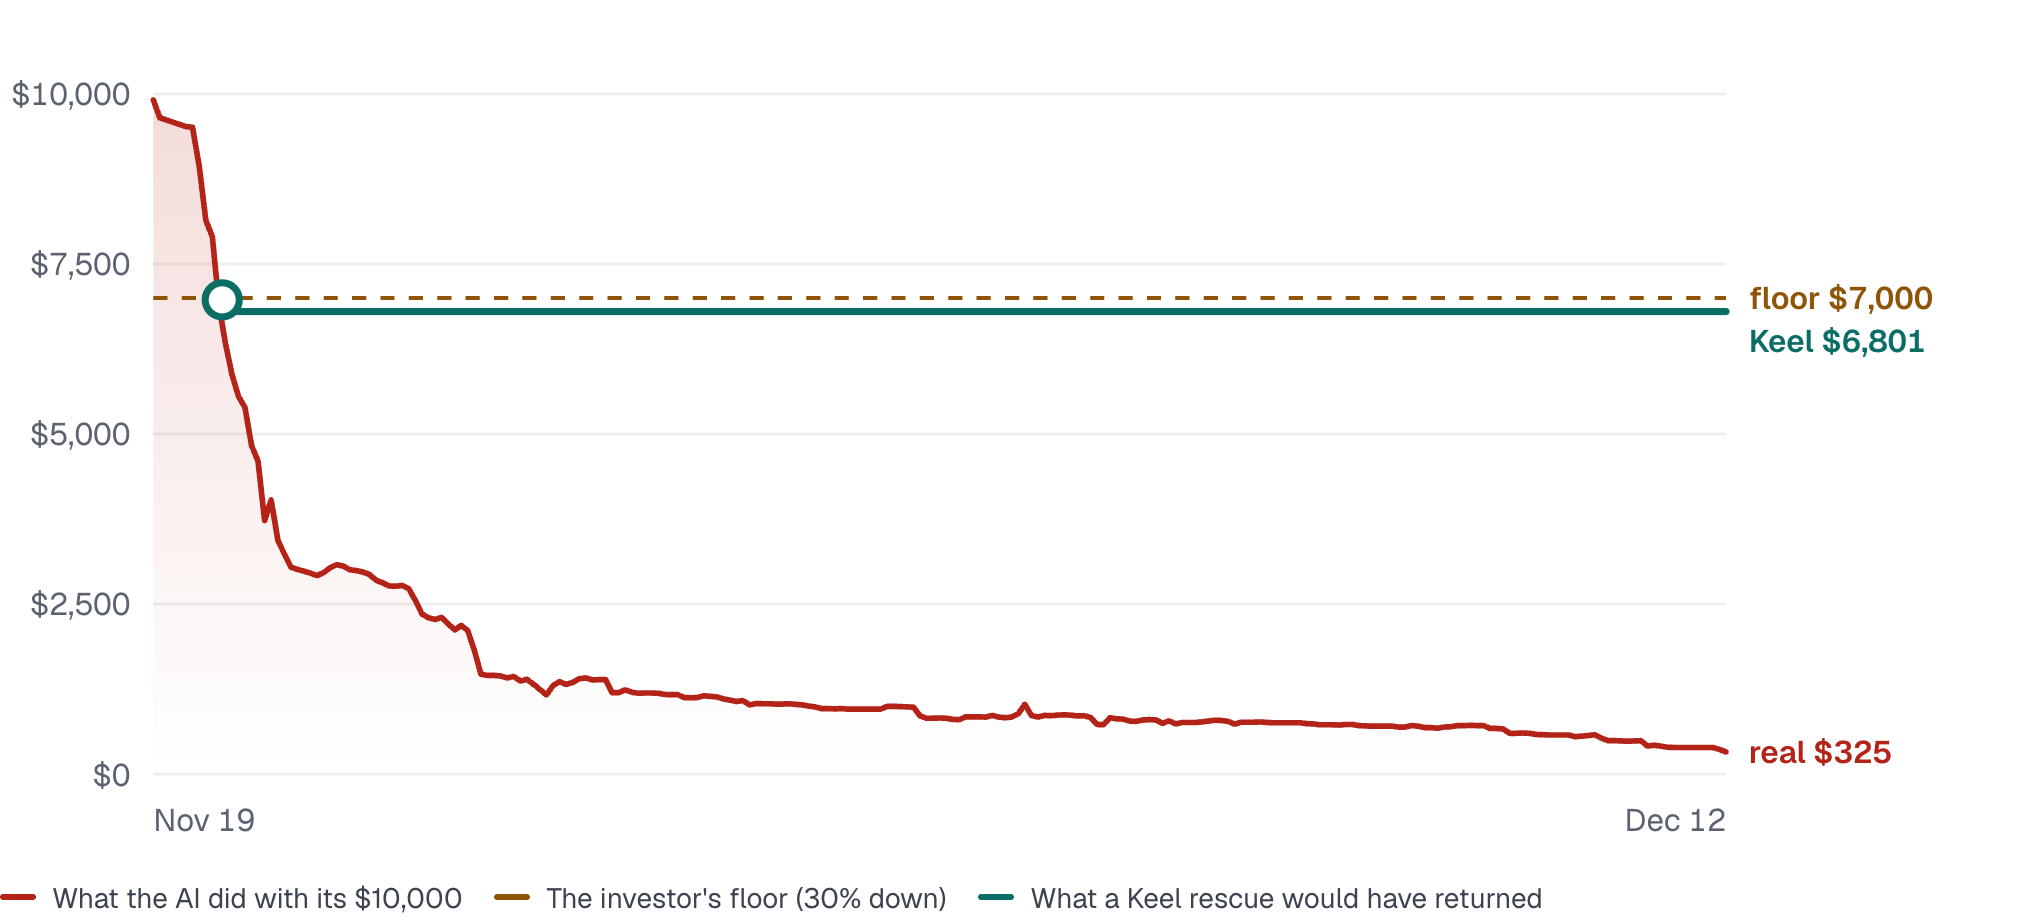 $10,000
$7,500
floor $7,000
Keel $6,801
$5,000
$2,500
real $325
$0
Nov 19 Dec 12
What the AI did with its $10,000 The investor's floor (30% down) What a Keel rescue would have returned